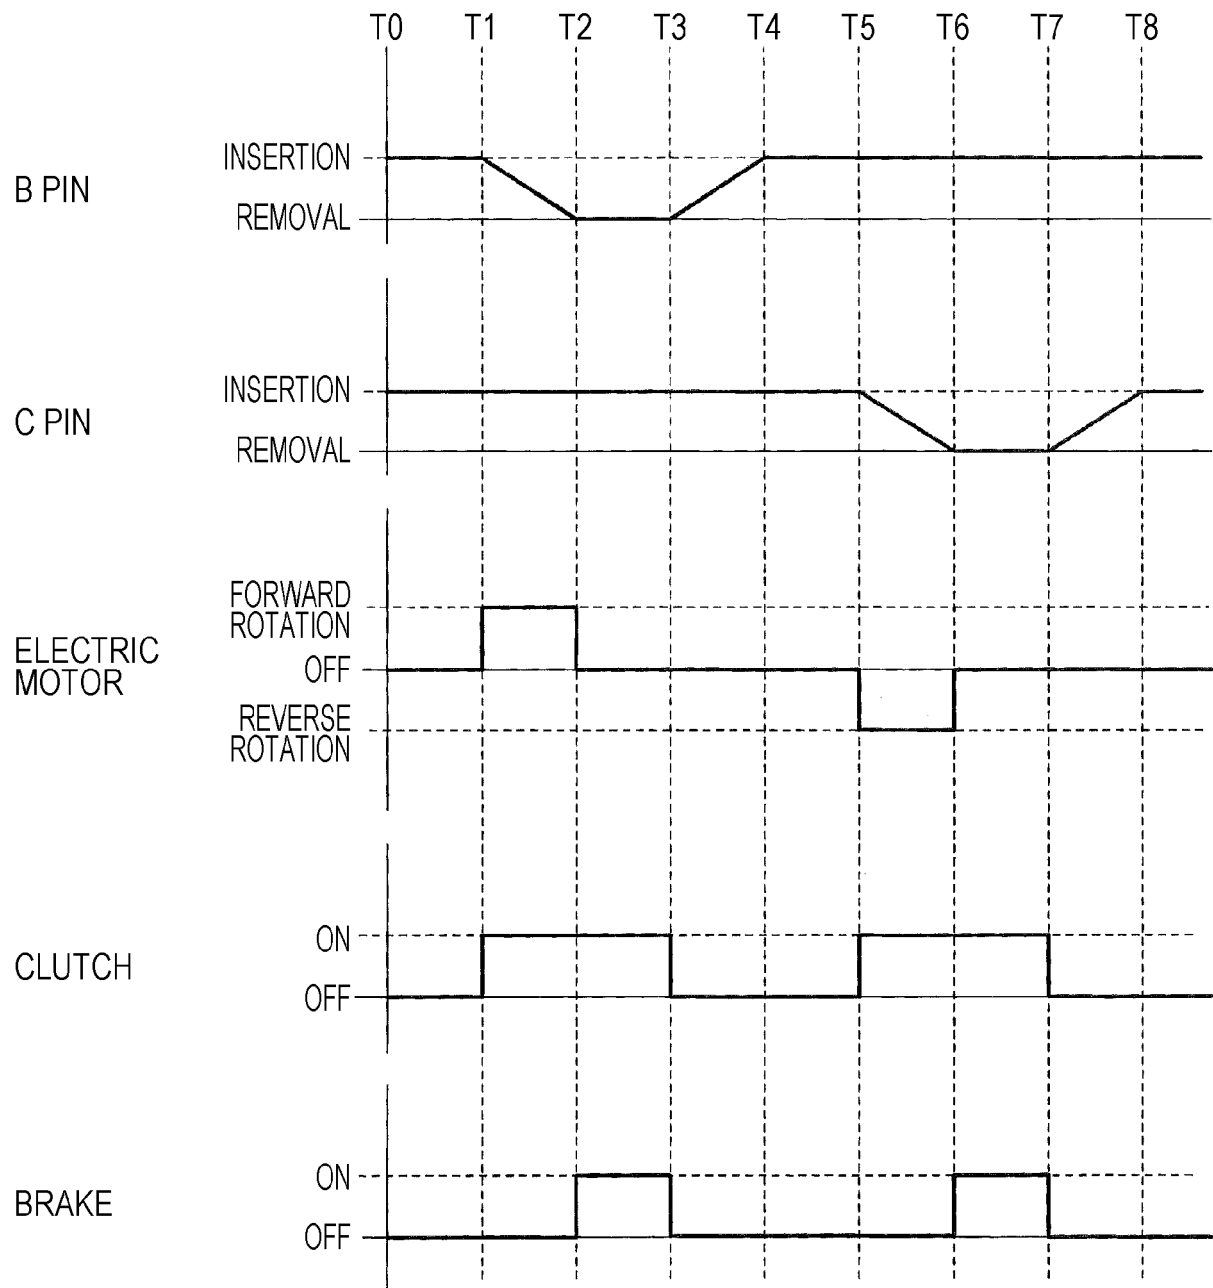 T0 T1 T2 T3 T4 T5 T6 T7 T8
INSERTION
B PIN
REMOVAL
INSERTION
C PIN
REMOVAL
FORWARD
ROTATION
ELECTRIC
MOTOR
OFF
REVERSE
ROTATION
ON
CLUTCH
OFF
ON
BRAKE
OFF